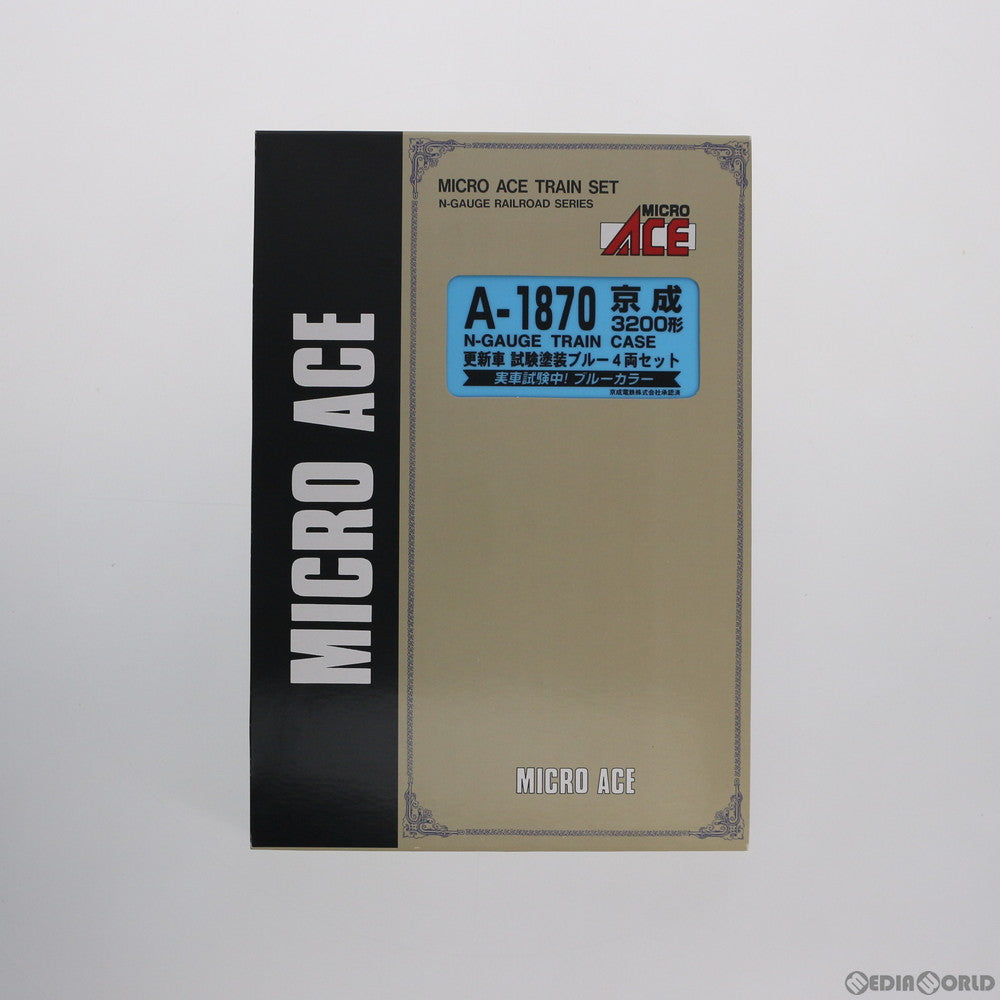 MICRO ACE
MICRO ACE TRAIN SET
N-GAUGE RAILROAD SERIES
MICRO
ACE
A-1870 京成
3200形
N-GAUGE TRAIN CASE
更新車 試験塗装ブルー4両セット
実車試験中!ブルーカラー
京成電鉄株式会社承認済
MICRO ACE
MEDIAWORLD